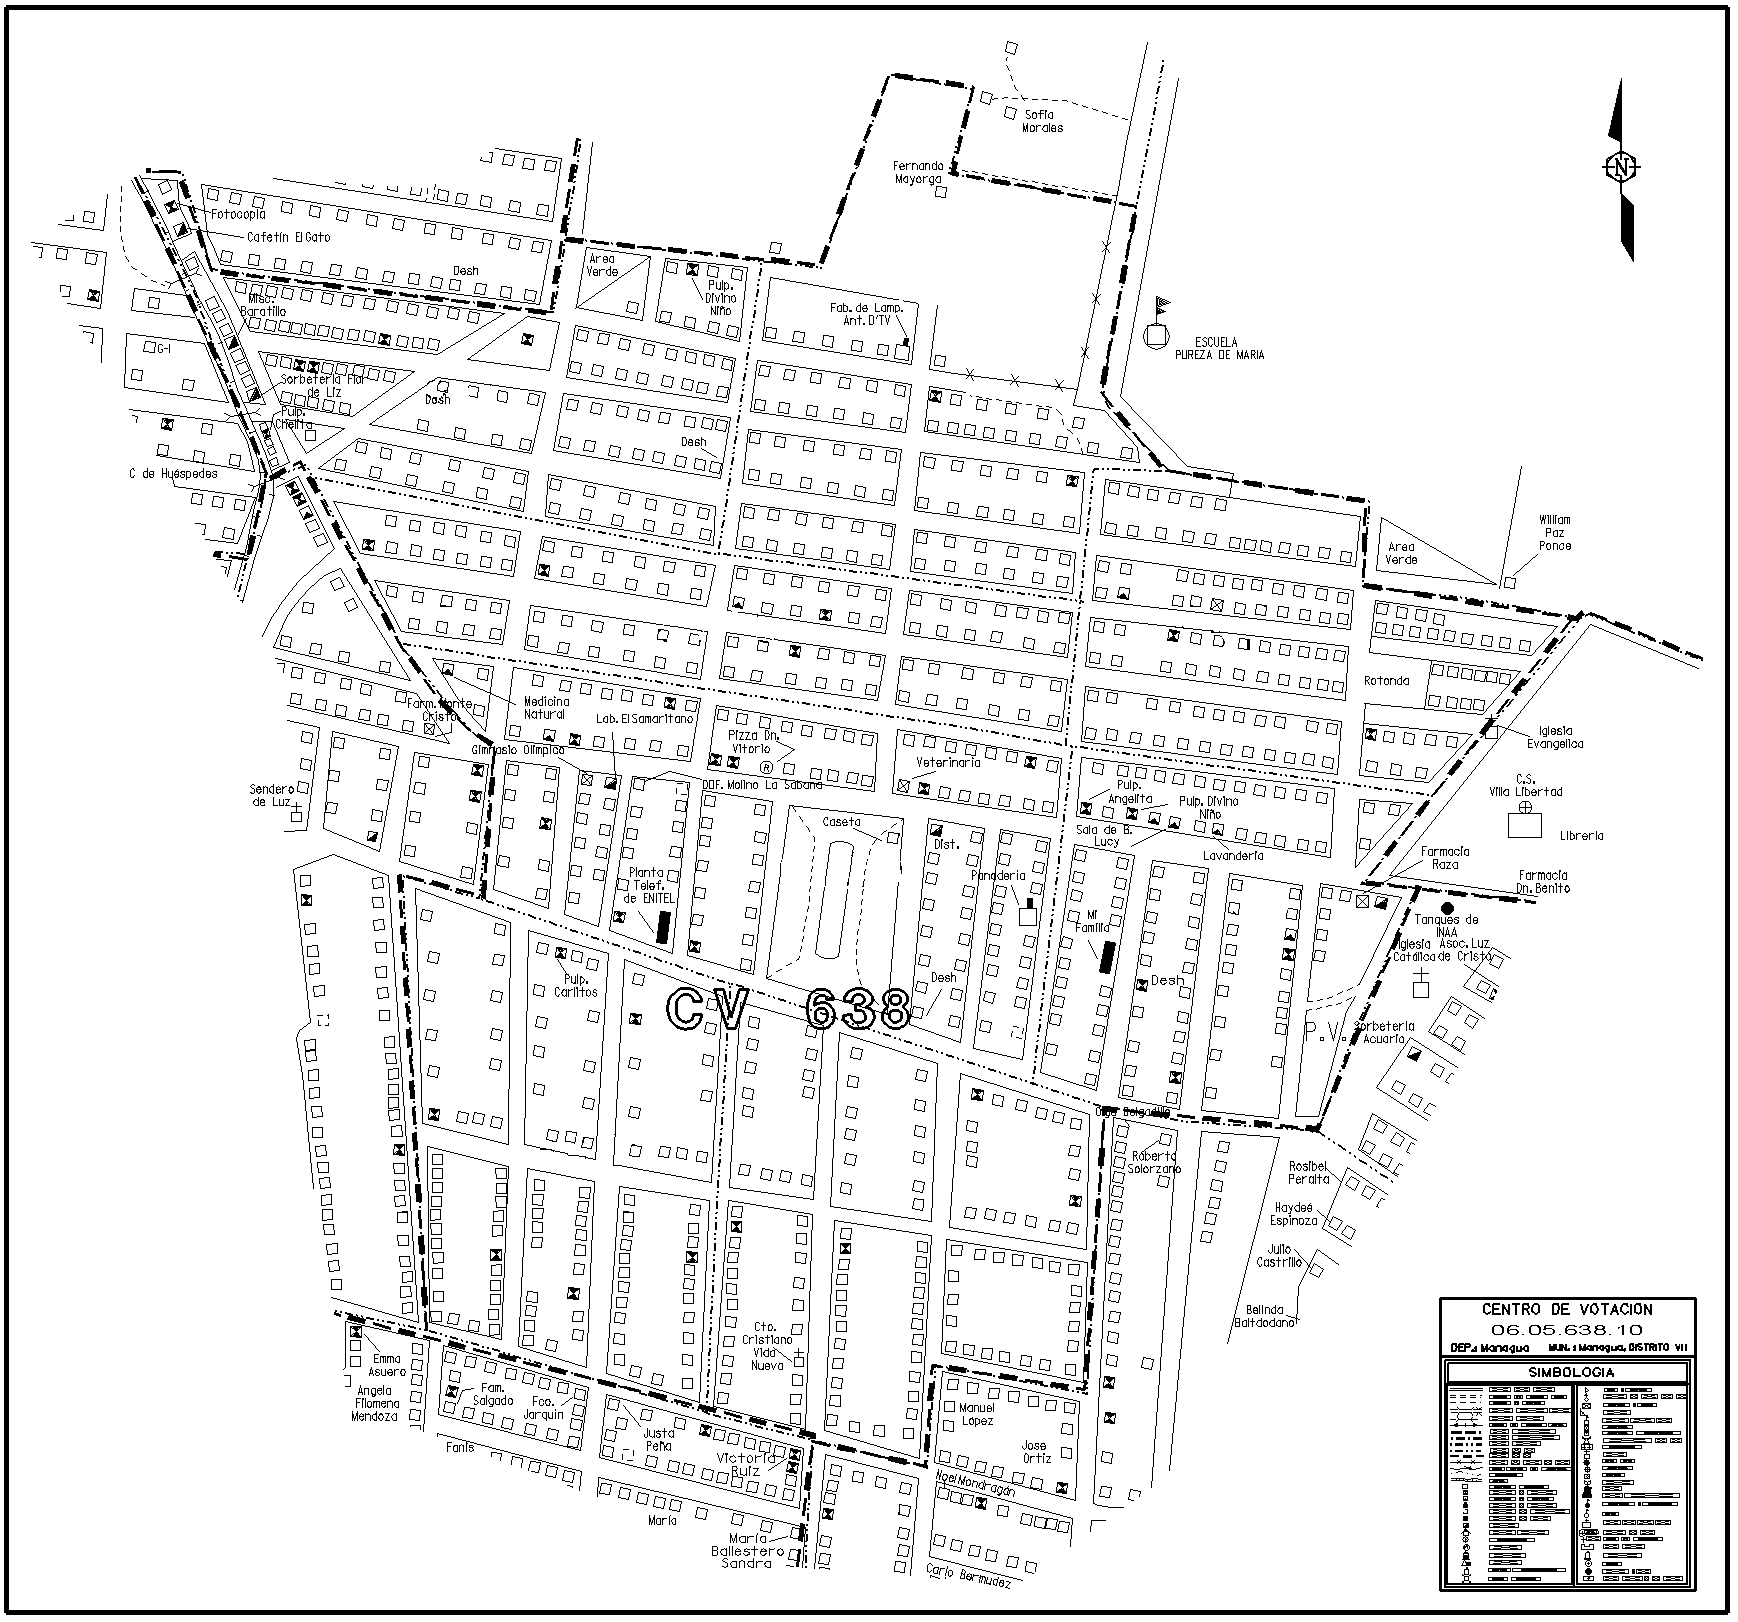 Sofía
Morales
Fernando
Mayorga
N
Fotocopia
Cafetín El Gato
Desh
Misc.
Baratillo
Area
Verde
Pulp.
Divino
Niño
Fab. de Lamp.
Ant. D'TV
ESCUELA
PUREZA DE MARIA
G-1
Sorbetería Flor
de Liz
Pulp.
Chelita
Desh
Desh
C de Huéspedes
William
Paz
Ponce
Area
Verde
Rotonda
Farm. Monte
Cristo
Medicina
Natural
Lab. El Samaritano
Gimnasio Olímpico
Pizza Dn.
Vitorio
R
Veterinaria
Iglesia
Evangelica
Sendero
de Luz
Dof. Molino La Sabana
Pulp.
Angelita
Pulp. Divino
Niño
C.S.
Villa Libertad
Caseta
Dist.
Sala de B.
Lucy
Lavandería
Libreria
Farmacia
Raza
Planta
Telef.
de ENITEL
Panadería
Farmacia
Dn. Benito
Mi
Familia
Tanques de
INAA
Iglesia
Católica
Asoc. Luz
de Cristo
Pulp.
Carlitos
Desh
Desh
CV 638
P.V.
Sorbetería
Acuario
Roberto
Solorzano
Rosibel
Peralta
Haydeé
Espinoza
Julio
Castrillo
Belinda
Baltdodano
Cto.
Cristiano
Vida
Nueva
Emma
Asuero
Angela
Filomena
Mendoza
Fam.
Salgado
Fco.
Jarquin
Fanis
Justa
Peña
Victoria
Ruiz
Manuel
López
Jose
Ortiz
Noel Mondragón
María
María
Ballestero
Sandra
Carlo Bermudez
CENTRO DE VOTACION
06.05.638.10
DEP.: Managua MUN.: Managua, DISTRITO VII
SIMBOLOGIA